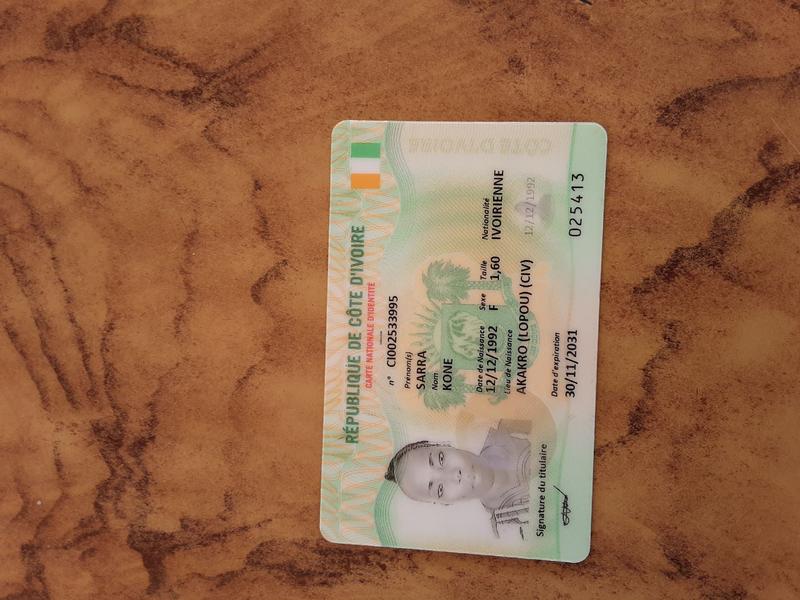 RÉPUBLIQUE DE CÔTE D'IVOIRE
CARTE NATIONALE D'IDENTITÉ
n° CI002533995
Prénom(s)
SARRA
Nom
KONE
Date de Naissance Sexe Taille Nationalité
12/12/1992 F 1,60 IVOIRIENNE
Lieu de Naissance
AKAKRO (LOPOU) (CIV)
12/12/1992
Date d'expiration
30/11/2031
Signature du titulaire
025413
CÔTE D'IVOIRE